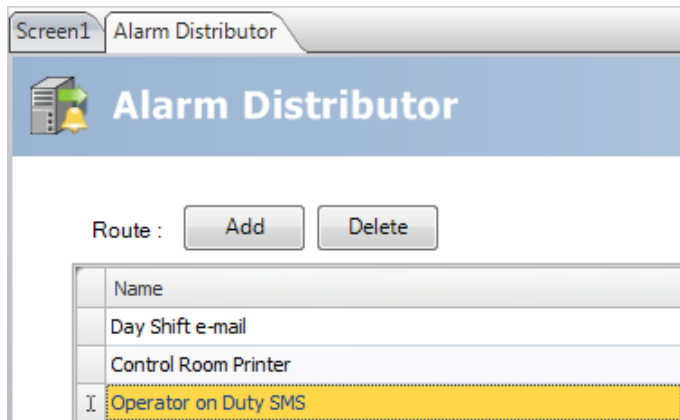 Screen1 Alarm Distributor
Alarm Distributor
Route : Add Delete
Name
Day Shift e-mail
Control Room Printer
Operator on Duty SMS